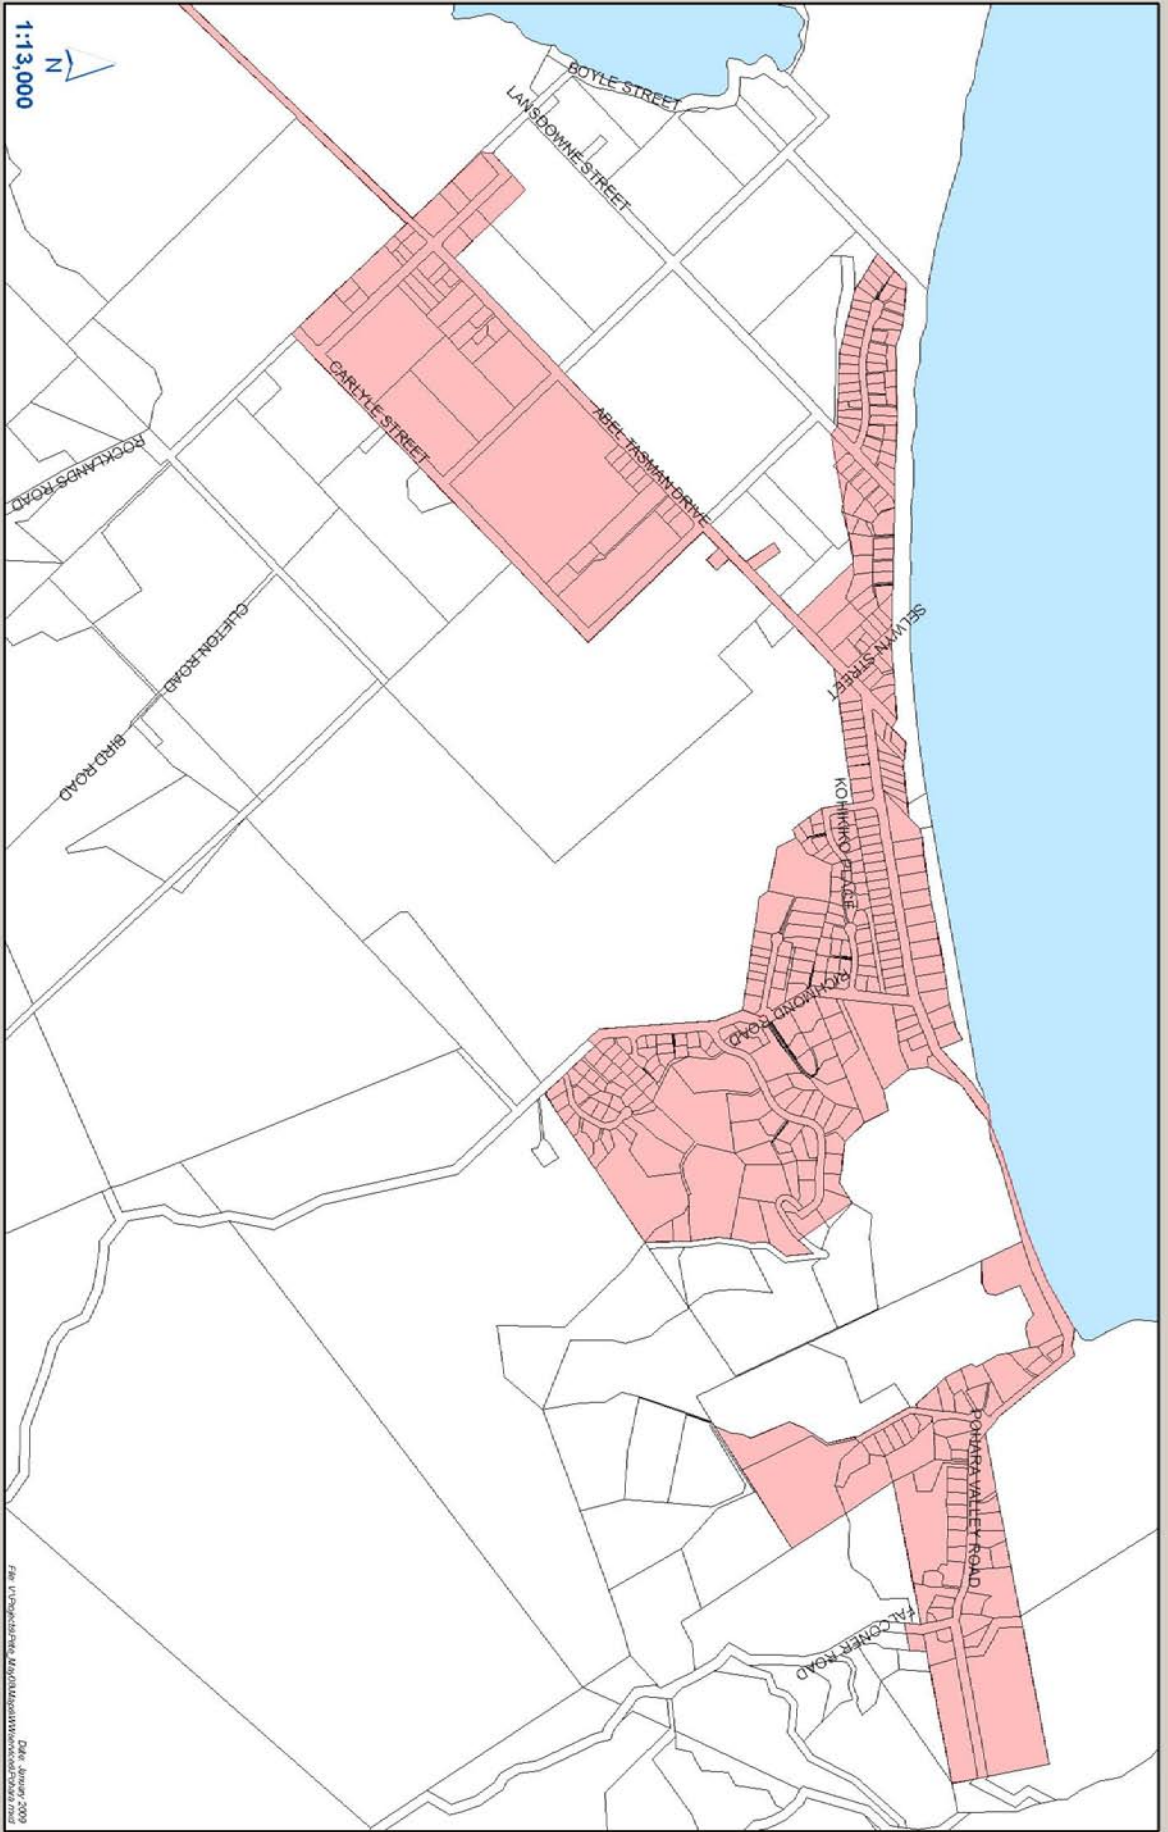 BOYLE STREET
LANSDOWNE STREET
SELWYN STREET
ABEL TASMAN DRIVE
CARLYLE STREET
ROCKLANDS ROAD
CLIFTON ROAD
BIRD ROAD
KOHIKIKO PLACE
RICHMOND ROAD
POHARA VALLEY ROAD
FALCONER ROAD
N
1:13,000
Date: January 2009